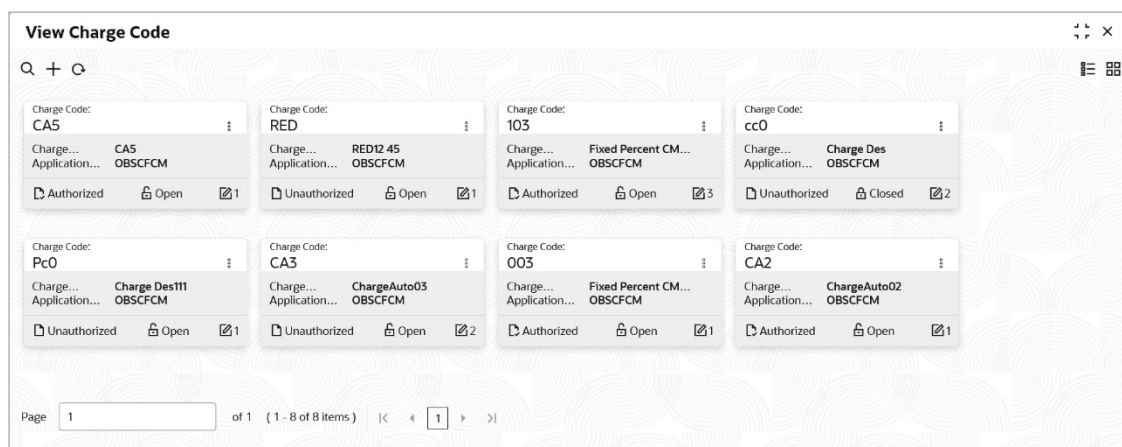 View Charge Code
Charge Code: Charge Code: Charge Code: Charge Code:
CA5 RED 103 cc0
Charge... CA5 Charge... RED12 45 Charge... Fixed Percent CM... Charge... Charge Des
Application... OBSCFCM Application... OBSCFCM Application... OBSCFCM Application... OBSCFCM
Authorized Open 1 Unauthorized Open 1 Authorized Open 3 Unauthorized Closed 2
Charge Code: Charge Code: Charge Code: Charge Code:
Pc0 CA3 003 CA2
Charge... Charge Des111 Charge... ChargeAuto03 Charge... Fixed Percent CM... Charge... ChargeAuto02
Application... OBSCFCM Application... OBSCFCM Application... OBSCFCM Application... OBSCFCM
Unauthorized Open 1 Unauthorized Open 2 Authorized Open 1 Authorized Open 1
Page 1 of 1 ( 1 - 8 of 8 items ) 1